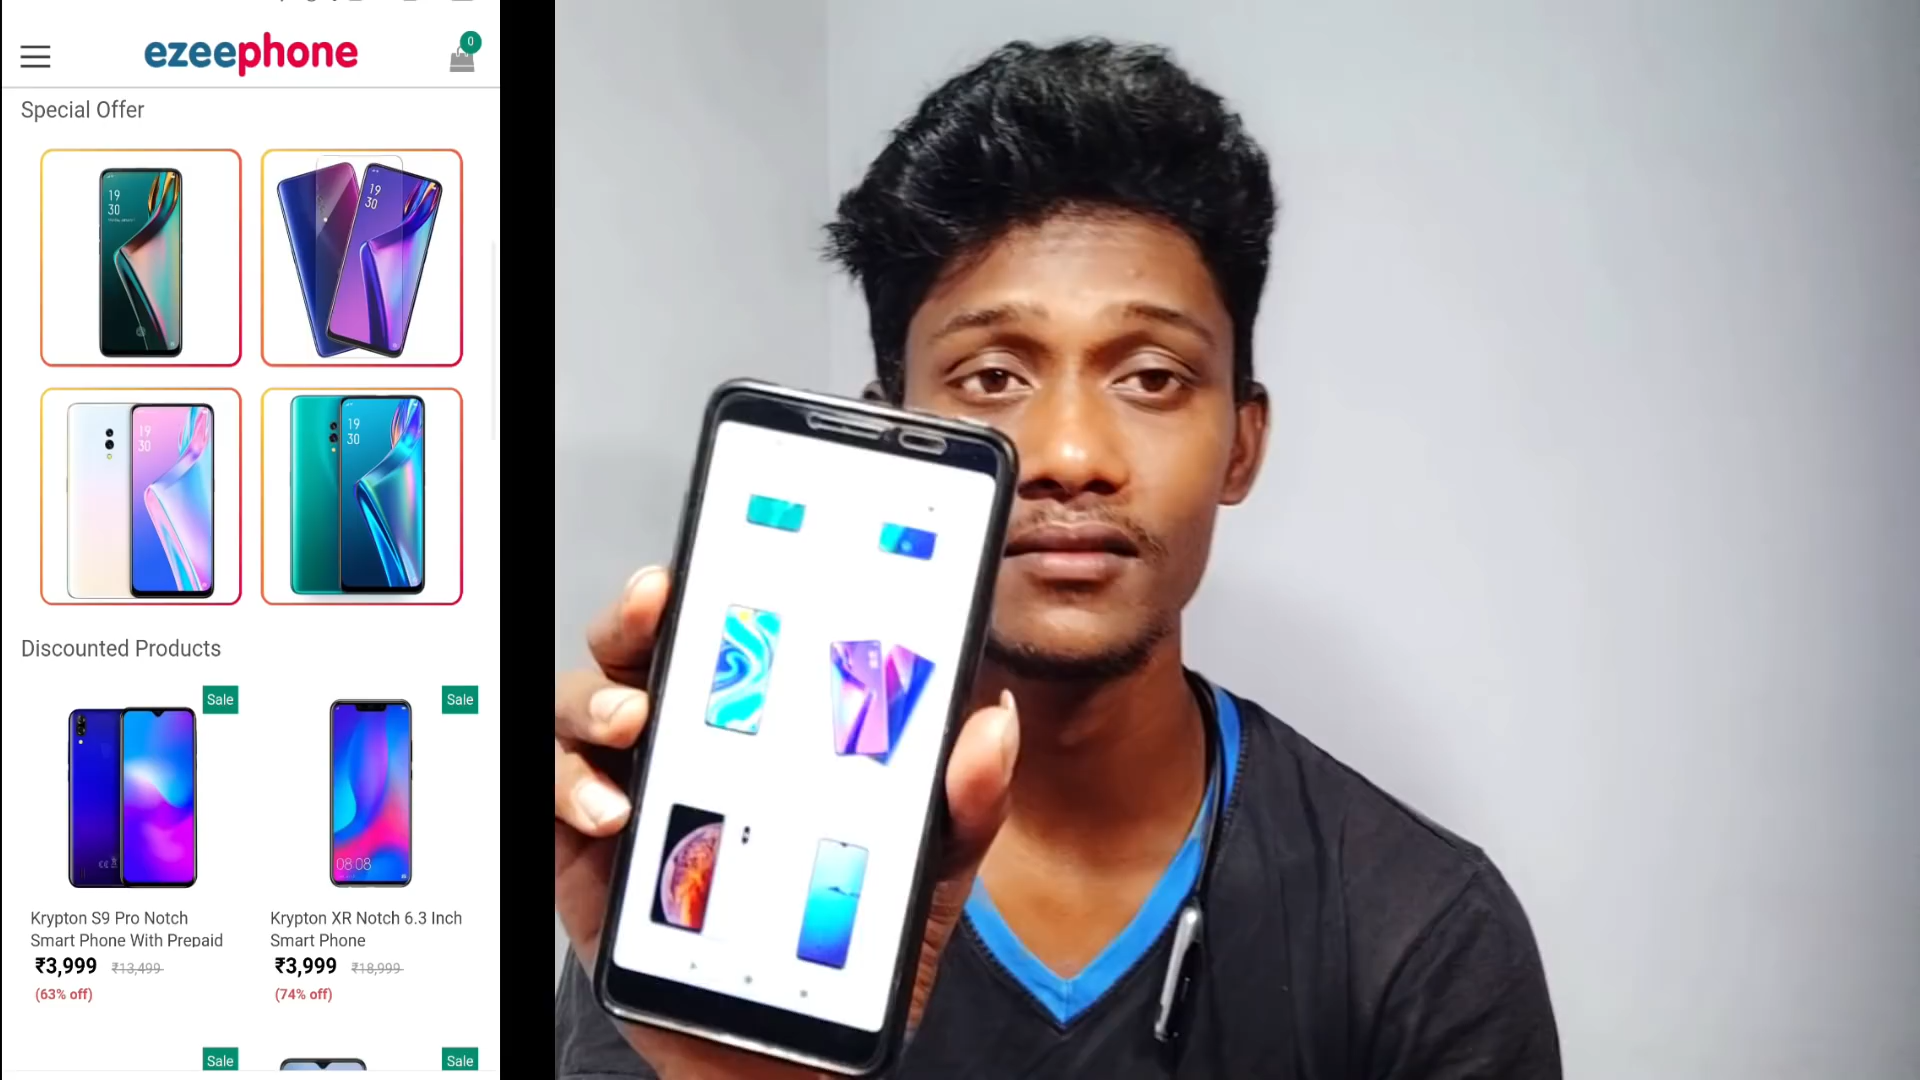 ezeephone
0
Special Offer
19
30
19
30
19
30
19
30
Discounted Products
Sale
Sale
08:08
Krypton S9 Pro Notch
Smart Phone With Prepaid
₹3,999 ₹13,499
(63% off)
Krypton XR Notch 6.3 Inch
Smart Phone
₹3,999 ₹18,999
(74% off)
Sale
Sale